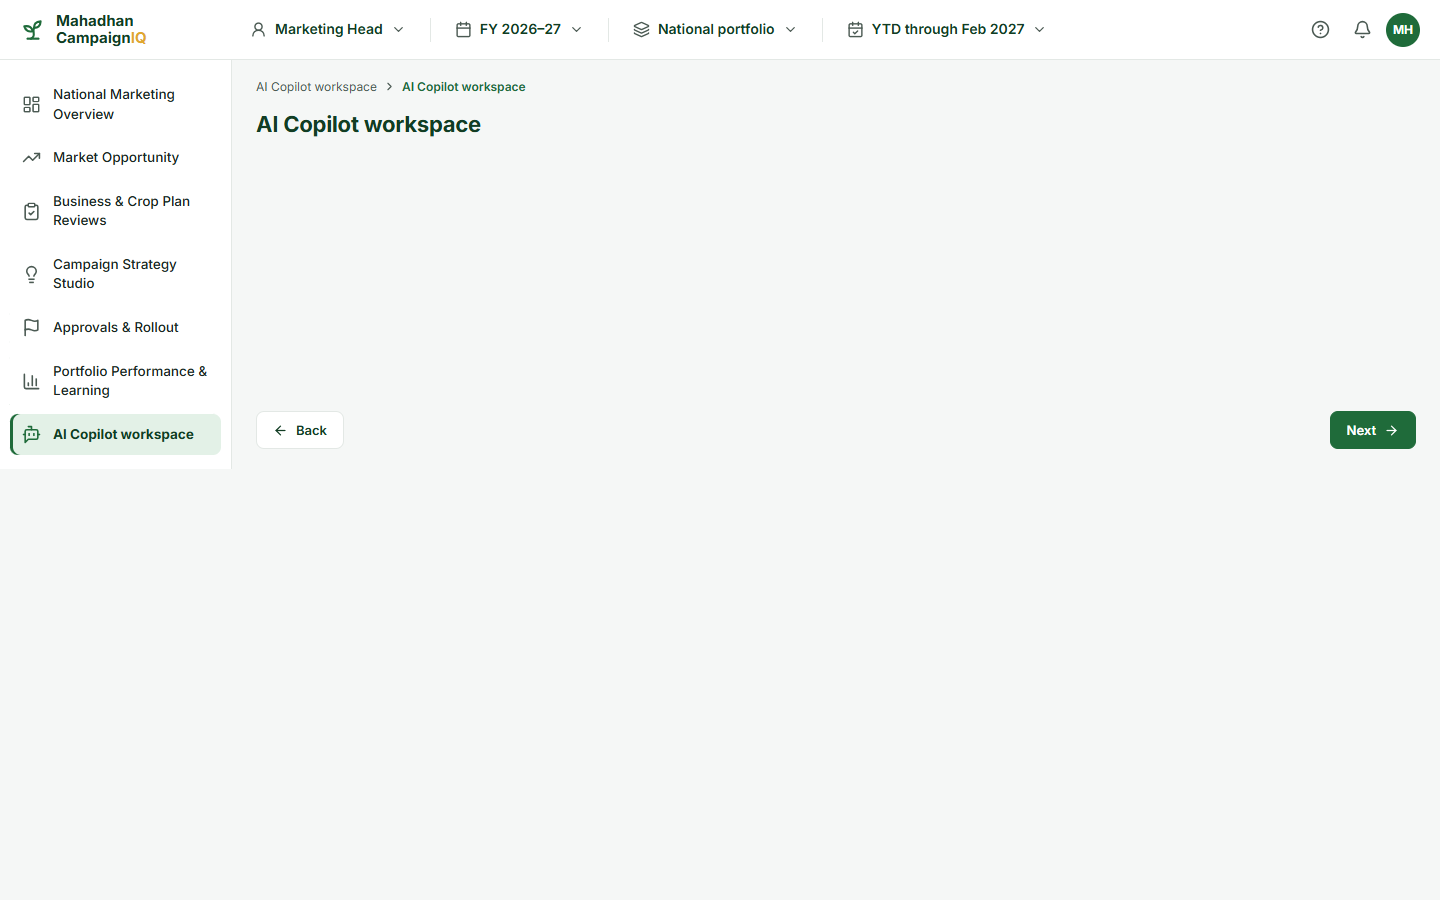 Mahadhan
CampaignIQ
Marketing Head
FY 2026–27
National portfolio
YTD through Feb 2027
MH
National Marketing
Overview
Market Opportunity
Business & Crop Plan
Reviews
Campaign Strategy
Studio
Approvals & Rollout
Portfolio Performance &
Learning
AI Copilot workspace
AI Copilot workspace > AI Copilot workspace
AI Copilot workspace
Back
Next